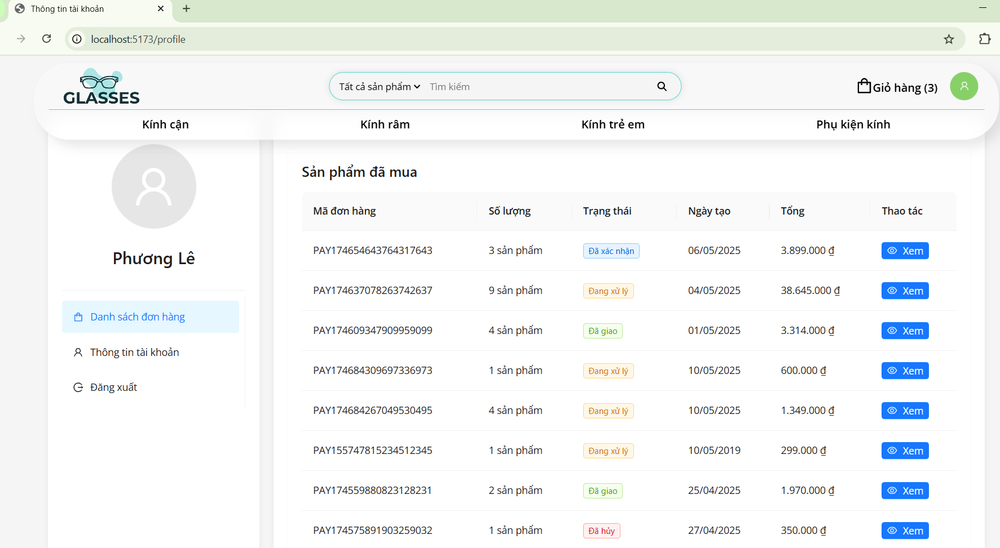 Thông tin tài khoản
localhost:5173/profile
GLASSES
Tất cả sản phẩm Tìm kiếm
Giỏ hàng (3)
Kính cận Kính râm Kính trẻ em Phụ kiện kính
Phương Lê
Danh sách đơn hàng
Thông tin tài khoản
Đăng xuất
Sản phẩm đã mua
Mã đơn hàng Số lượng Trạng thái Ngày tạo Tổng Thao tác
PAY174654643764317643 3 sản phẩm Đã xác nhận 06/05/2025 3.899.000 ₫ Xem
PAY174637078263742637 9 sản phẩm Đang xử lý 04/05/2025 38.645.000 ₫ Xem
PAY174609347909959099 4 sản phẩm Đã giao 01/05/2025 3.314.000 ₫ Xem
PAY174684309697336973 1 sản phẩm Đang xử lý 10/05/2025 600.000 ₫ Xem
PAY174684267049530495 4 sản phẩm Đang xử lý 10/05/2025 1.349.000 ₫ Xem
PAY155747815234512345 1 sản phẩm Đang xử lý 10/05/2019 299.000 ₫ Xem
PAY174559880823128231 2 sản phẩm Đã giao 25/04/2025 1.970.000 ₫ Xem
PAY174575891903259032 1 sản phẩm Đã hủy 27/04/2025 350.000 ₫ Xem